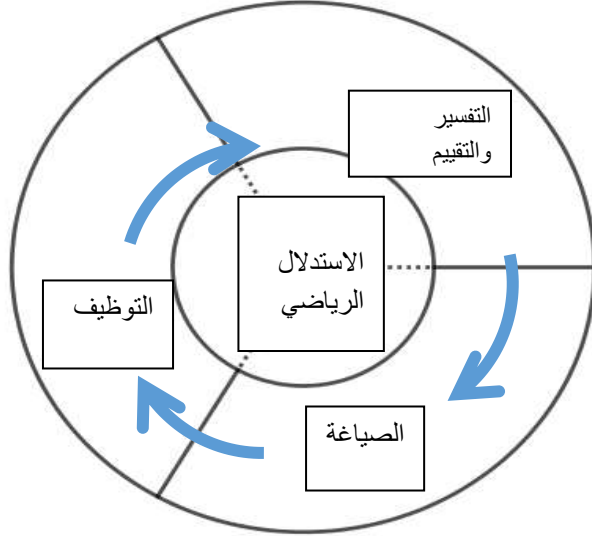 التفسير
والتقييم
الاستدلال
الرياضي
التوظيف
الصياغة